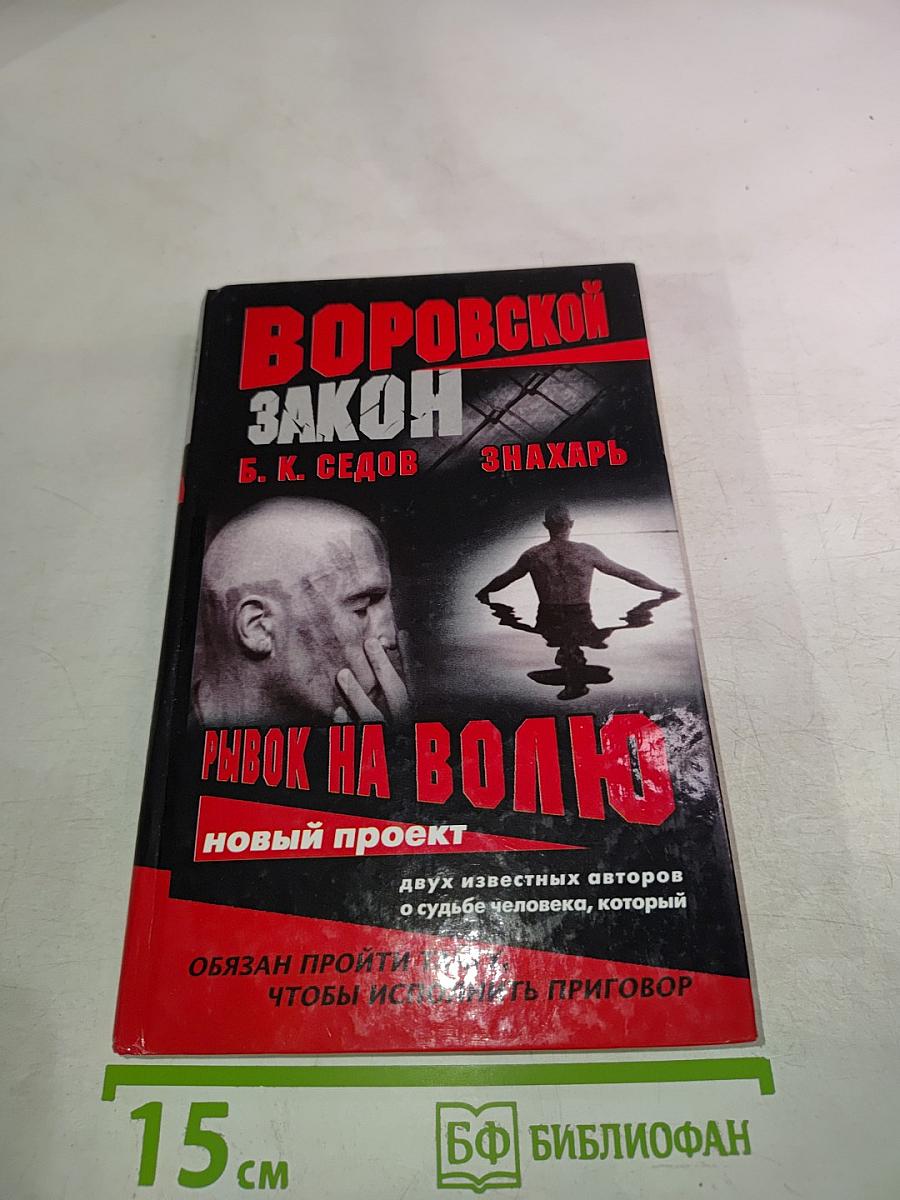 ВОРОВСКОЙ
ЗАКОН
Б. К. СЕДОВ ЗНАХАРЬ
РЫВОК НА ВОЛЮ
новый проект
двух известных авторов
о судьбе человека, который
ОБЯЗАН ПРОЙТИ
ЧТОБЫ ИСПОЛНИТЬ ПРИГОВОР
15 см
БФ БИБЛИОФАН